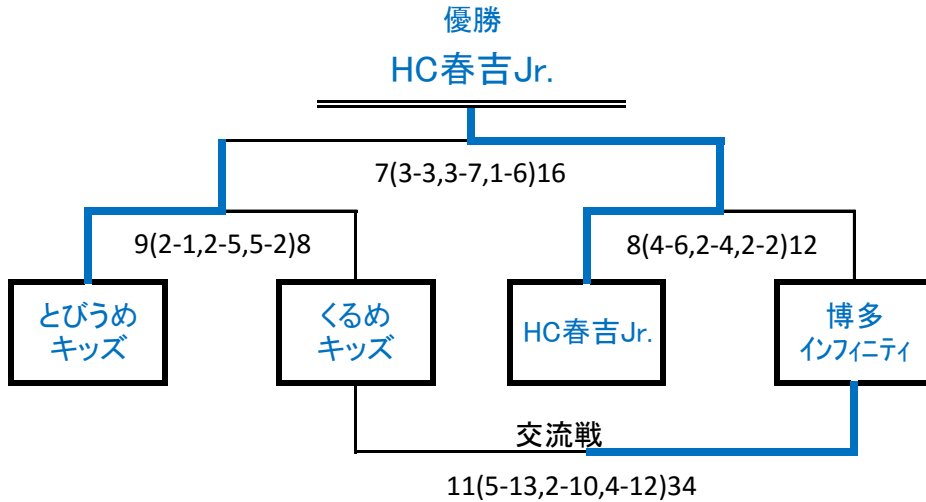 優勝
HC春吉Jr.
7(3-3,3-7,1-6)16
9(2-1,2-5,5-2)8
8(4-6,2-4,2-2)12
とびうめ
キッズ
くるめ
キッズ
HC春吉Jr.
博多
インフィニティ
交流戦
11(5-13,2-10,4-12)34